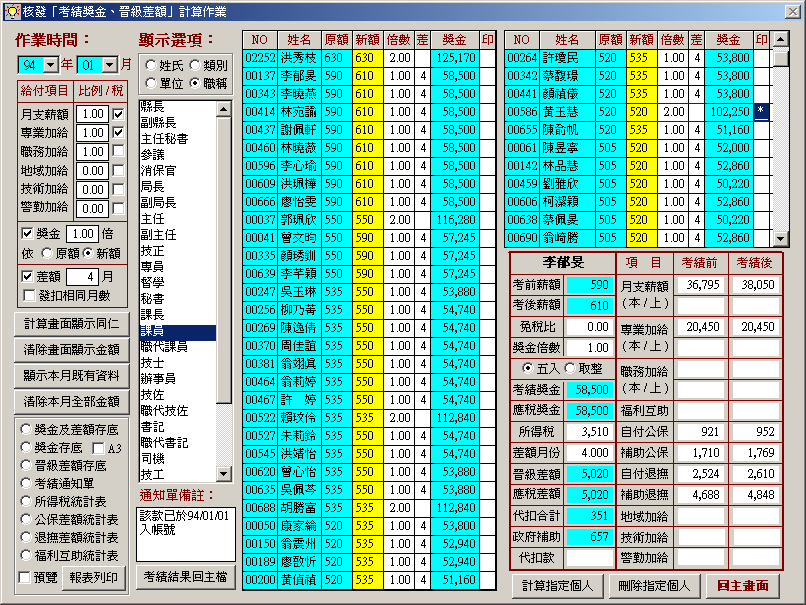 核發「考績獎金、晉級差額」計算作業
作業時間：
94 年 01 月
給付項目 比例 / 稅
月支薪額 1.00
專業加給 1.00
職務加給 1.00
地域加給 0.00
技術加給 0.00
警勤加給 0.00
獎金 1.00 倍
依 原額 新額
差額 4 月
發扣相同月數
計算畫面顯示同仁
清除畫面顯示金額
顯示本月既有資料
清除本月全部金額
獎金及差額存底
獎金存底 A3
晉級差額存底
考績通知單
所得稅統計表
公保差額統計表
退撫差額統計表
福利互助統計表
預覽 報表列印
顯示選項：
姓氏 類別
單位 職稱
縣長
副縣長
主任秘書
參議
消保官
局長
副局長
主任
副主任
技正
專員
督學
秘書
課長
課員
職代課員
技士
辦事員
技佐
職代技佐
書記
職代書記
司機
技工
通知單備註：
該款已於94/01/01
入帳號
考績結果回主檔
NO 姓名 原額 新額 倍數 差 獎金 印
02252 洪秀枝 630 630 2.00 125,170
00137 李郁旻 590 610 1.00 4 58,500
00343 李曉燕 590 610 1.00 4 58,500
00414 林宛諭 590 610 1.00 4 58,500
00437 謝佩軒 590 610 1.00 4 58,500
00460 林曉薇 590 610 1.00 4 58,500
00596 李心瑜 590 610 1.00 4 58,500
00609 洪珮樺 590 610 1.00 4 58,500
00666 廖怡雯 590 610 1.00 4 58,500
00037 郭珮欣 550 550 2.00 116,280
00041 曾文昀 550 590 1.00 4 57,245
00335 顏琇釧 550 590 1.00 4 57,245
00639 李芊穎 550 590 1.00 4 57,245
00247 吳玉琳 535 550 1.00 4 53,880
00256 柳乃菁 535 550 1.00 4 54,740
00269 陳逸倩 535 550 1.00 4 54,740
00370 周佳誼 535 550 1.00 4 54,740
00381 翁翊真 535 550 1.00 4 54,740
00464 翁莉婷 535 550 1.00 4 54,740
00467 許　婷 535 550 1.00 4 54,740
00522 賴玟伶 535 535 2.00 112,840
00527 朱莉鈴 535 550 1.00 4 54,740
00545 洪婧怡 535 550 1.00 4 54,740
00620 曾心怡 535 550 1.00 4 53,880
00635 吳佩芩 535 550 1.00 4 53,880
00688 胡勝富 535 535 2.00 112,840
00050 康家綸 520 535 1.00 4 53,800
00150 翁震州 520 535 1.00 4 52,940
00189 廖歆忻 520 535 1.00 4 52,940
00200 黃偵禎 520 535 1.00 4 51,160
NO 姓名 原額 新額 倍數 差 獎金 印
00264 許瓊民 520 535 1.00 4 53,800
00342 蔡馥璟 520 535 1.00 4 53,800
00441 顏禎儀 520 535 1.00 4 53,800
00586 黃玉慧 520 520 2.00 102,250 *
00655 陳俞帆 520 535 1.00 4 51,160
00061 陳昱寧 505 520 1.00 4 52,000
00142 林品慧 505 520 1.00 4 52,860
00459 劉雅欣 505 520 1.00 4 50,220
00606 柯潔穎 505 520 1.00 4 52,860
00638 蔡佩旻 505 520 1.00 4 50,220
00690 翁崎勝 505 520 1.00 4 52,860
李郁旻 項　目 考績前 考績後
考前薪額 590 月支薪額 36,795 38,050
考後薪額 610 (本 / 上)
免稅比 0.00 專業加給 20,450 20,450
獎金倍數 1.00 (本 / 上)
五入 取整 職務加給
考績獎金 58,500 (本 / 上)
應稅獎金 58,500 福利互助
所得稅 3,510 自付公保 921 952
差額月份 4.000 補助公保 1,710 1,769
晉級差額 5,020 自付退撫 2,524 2,610
應稅差額 5,020 補助退撫 4,688 4,848
代扣合計 351 地域加給
政府補助 657 技術加給
代扣款 警勤加給
計算指定個人 刪除指定個人 回主畫面